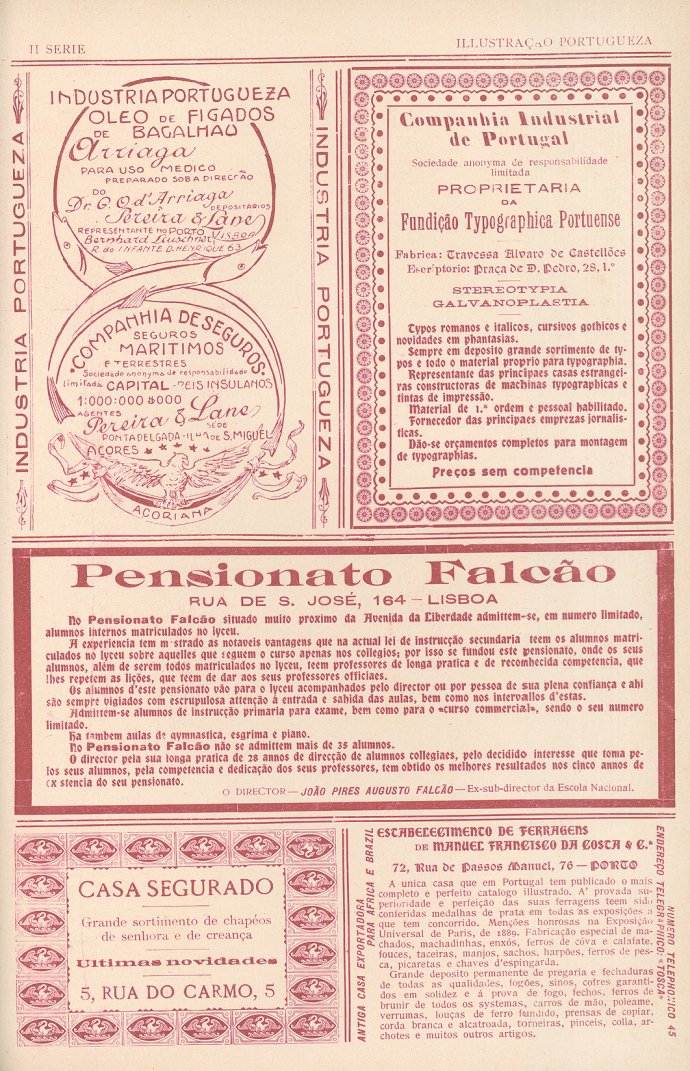 II SERIE
ILLUSTRAÇÃO PORTUGUEZA
INDUSTRIA PORTUGUEZA
INDUSTRIA PORTUGUEZA
OLEO DE FIGADOS
DE BACALHAU
Arriaga
PARA USO MEDICO
PREPARADO SOB A DIRECÇÃO
DO
Dr. G. O. d'Arriaga
DEPOSITARIOS
Pereira & Lane
REPRESENTANTE NO PORTO LISBOA
Bernhard Leuschner
R. do INFANTE D. HENRIQUE 63
COMPANHIA DE SEGUROS
SEGUROS
MARITIMOS
E TERRESTRES
Sociedade anonyma de responsabilidade
limitada CAPITAL-REIS INSULANOS
1:000:000$000
AGENTES
Pereira & Lane
SÉDE
PONTA DELGADA-ILHA DE S. MIGUEL
AÇORES
AÇORIANA
INDUSTRIA PORTUGUEZA
Companhia Industrial
de Portugal
Sociedade anonyma de responsabilidade
limitada
PROPRIETARIA
DA
Fundição Typographica Portuense
Fabrica: Travessa Alvaro de Castellões
Escriptorio: Praça de D. Pedro, 28, 1.º
STEREOTYPIA
GALVANOPLASTIA
Typos romanos e italicos, cursivos gothicos e
novidades em phantasias.
Sempre em deposito grande sortimento de ty-
pos e todo o material proprio para typographia.
Representante das principaes casas estrangei-
ras constructoras de machinas typographicas e
tintas de impressão.
Material de 1.ª ordem e pessoal habilitado.
Fornecedor das principaes emprezas jornalis-
ticas.
Dão-se orçamentos completos para montagem
de typographias.
Preços sem competencia
Pensionato Falcão
RUA DE S. JOSÉ, 164 – LISBOA
No Pensionato Falcão situado muito proximo da Avenida da Liberdade admittem-se, em numero limitado,
alumnos internos matriculados no lyceu.
A experiencia tem mostrado as notaveis vantagens que na actual lei de instrucção secundaria teem os alumnos matri-
culados no lyceu sobre aquelles que seguem o curso apenas nos collegios; por isso se fundou este pensionato, onde os seus
alumnos, além de serem todos matriculados no lyceu, teem professores de longa pratica e de reconhecida competencia, que
lhes repetem as lições, que teem de dar aos seus professores officiaes.
Os alumnos d'este pensionato vão para o lyceu acompanhados pelo director ou por pessoa de sua plena confiança e ahi
são sempre vigiados com escrupulosa attenção à entrada e sahida das aulas, bem como nos intervallos d'estas.
Admittem-se alumnos de instrucção primaria para exame, bem como para o «curso commercial», sendo o seu numero
limitado.
Ha tambem aulas de gymnastica, esgrima e piano.
No Pensionato Falcão não se admittem mais de 35 alumnos.
O director pela sua longa pratica de 28 annos de direcção de alumnos collegiaes, pelo decidido interesse que toma pe-
los seus alumnos, pela competencia e dedicação dos seus professores, tem obtido os melhores resultados nos cinco annos de
existencia do seu pensionato.
O DIRECTOR — JOÃO PIRES AUGUSTO FALCÃO — Ex-sub-director da Escola Nacional.
CASA SEGURADO
Grande sortimento de chapéos
de senhora e de creança
Ultimas novidades
5, RUA DO CARMO, 5
ANTIGA CASA EXPORTADORA
PARA AFRICA E BRAZIL
ESTABELECIMENTO DE FERRAGENS
DE MANUEL FRANCISCO DA COSTA & C.ª
72, Rua de Passos Manuel, 76 — PORTO
A unica casa que em Portugal tem publicado o mais
completo e perfeito catalogo illustrado. A' provada su-
perioridade e perfeição das suas ferragens teem sido
conferidas medalhas de prata em todas as exposições a
que tem concorrido. Menções honrosas na Exposição
Universal de Paris, de 1889. Fabricação especial de ma-
chados, machadinhas, enxós, ferros de cóva e calafate,
fouces, taceiras, manjos, sachos, harpões, ferros de pes-
ca, picaretas e chaves d'espingarda.
Grande deposito permanente de pregaria e fechaduras
de todas as qualidades, fogões, sinos, cofres garanti-
dos em solidez e á prova de fogo, fechos, ferros de
brunir de todos os systemas, carros de mão, poleame,
verrumas, louças de ferro fundido, prensas de copiar,
corda branca e alcatroada, torneiras, pinceis, colla, ar-
chotes e muitos outros artigos.
NUMERO TELEPHONICO 45
ENDEREÇO TELEGRAPHICO: «TOSCA»